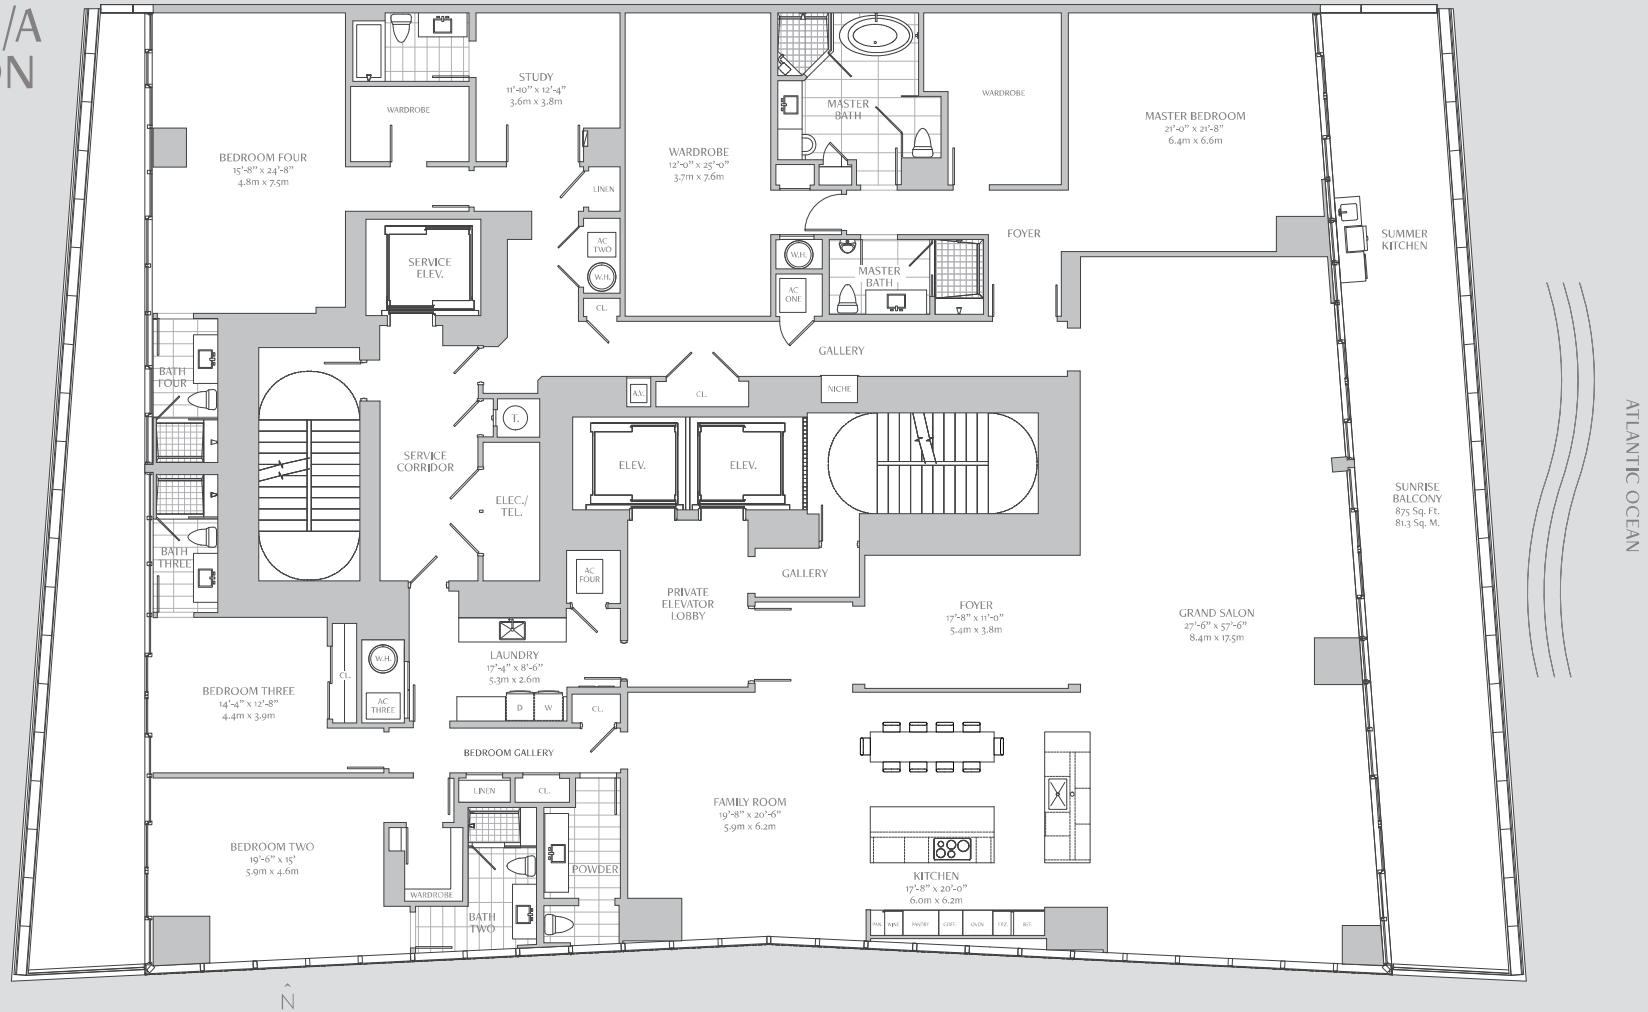 /A
N
STUDY
11'-10" x 12'-4"
3.6m x 3.8m
WARDROBE
BEDROOM FOUR
15'-8" x 24'-8"
4.8m x 7.5m
WARDROBE
12'-0" x 25'-0"
3.7m x 7.6m
MASTER
BATH
WARDROBE
MASTER BEDROOM
21'-0" x 21'-8"
6.4m x 6.6m
LINEN
AC
TWO
W.H.
CL.
SERVICE
ELEV.
W.H.
AC
ONE
MASTER
BATH
FOYER
SUMMER
KITCHEN
GALLERY
BATH
FOUR
A.V.
CL.
NICHE
T.
SERVICE
CORRIDOR
ELEV.
ELEV.
ELEC./
TEL.
SUNRISE
BALCONY
875 Sq. Ft.
81.3 Sq. M.
ATLANTIC OCEAN
BATH
THREE
AC
FOUR
GALLERY
PRIVATE
ELEVATOR
LOBBY
FOYER
17'-8" x 11'-0"
5.4m x 3.8m
GRAND SALON
27'-6" x 57'-6"
8.4m x 17.5m
LAUNDRY
17'-4" x 8'-6"
5.3m x 2.6m
W.H.
CL.
AC
THREE
BEDROOM THREE
14'-4" x 12'-8"
4.4m x 3.9m
D
W
CL.
BEDROOM GALLERY
LINEN
CL.
FAMILY ROOM
19'-8" x 20'-6"
5.9m x 6.2m
BEDROOM TWO
19'-6" x 15'
5.9m x 4.6m
WARDROBE
POWDER
BATH
TWO
KITCHEN
17'-8" x 20'-0"
6.0m x 6.2m
PAN.
WINE
PANTRY
COFF.
OVEN
FRZ.
REF.
N